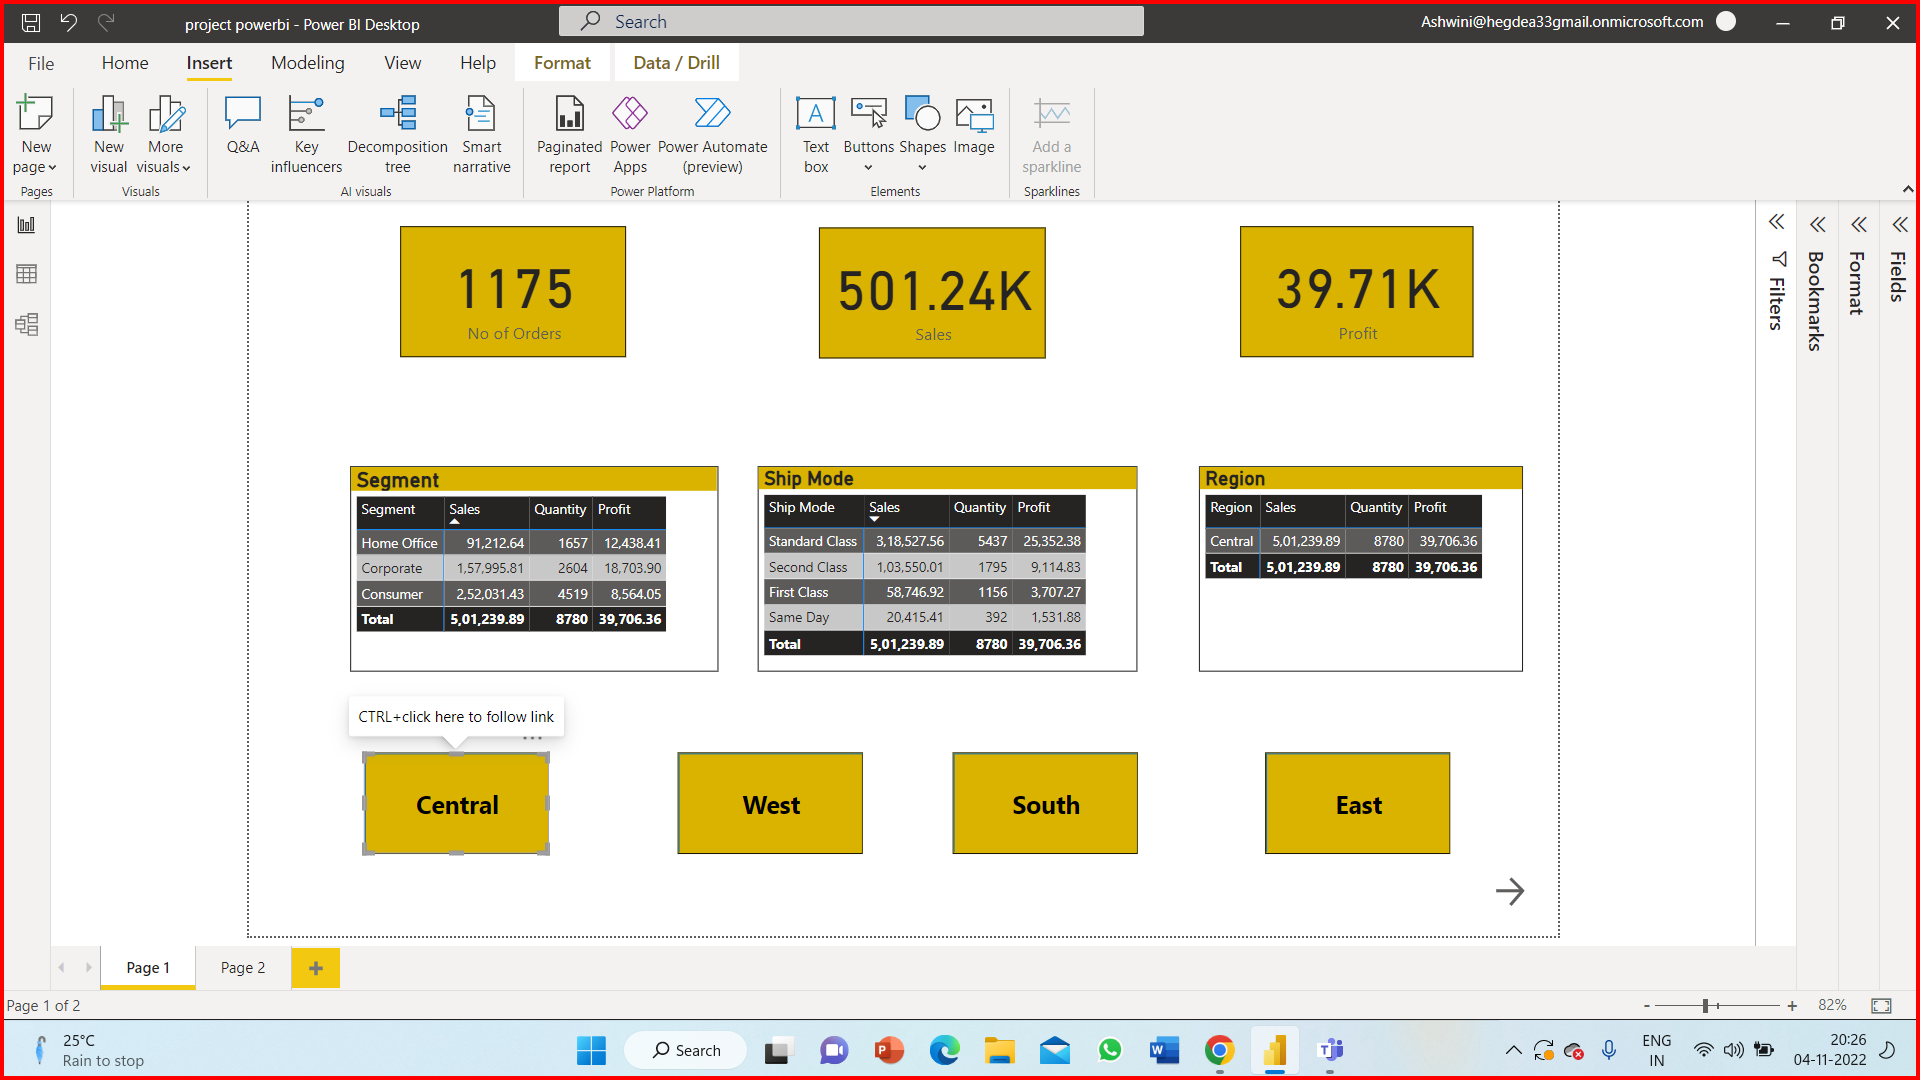 project powerbi - Power BI Desktop
Search
Ashwini@hegdea33gmail.onmicrosoft.com
File
Home
Insert
Modeling
View
Help
Format
Data / Drill
New page
New visual
More visuals
Q&A
Key influencers
Decomposition tree
Smart narrative
Paginated report
Power Apps
Power Automate (preview)
Text box
Buttons
Shapes
Image
Add a sparkline
Pages
Visuals
AI visuals
Power Platform
Elements
Sparklines
1175
No of Orders
501.24K
Sales
39.71K
Profit
Filters
Bookmarks
Format
Fields
Segment
Segment Sales Quantity Profit
Home Office 91,212.64 1657 12,438.41
Corporate 1,57,995.81 2604 18,703.90
Consumer 2,52,031.43 4519 8,564.05
Total 5,01,239.89 8780 39,706.36
Ship Mode
Ship Mode Sales Quantity Profit
Standard Class 3,18,527.56 5437 25,352.38
Second Class 1,03,550.01 1795 9,114.83
First Class 58,746.92 1156 3,707.27
Same Day 20,415.41 392 1,531.88
Total 5,01,239.89 8780 39,706.36
Region
Region Sales Quantity Profit
Central 5,01,239.89 8780 39,706.36
Total 5,01,239.89 8780 39,706.36
CTRL+click here to follow link
Central
West
South
East
Page 1
Page 2
Page 1 of 2
- + 82%
25°C
Rain to stop
Search
ENG
IN
20:26
04-11-2022